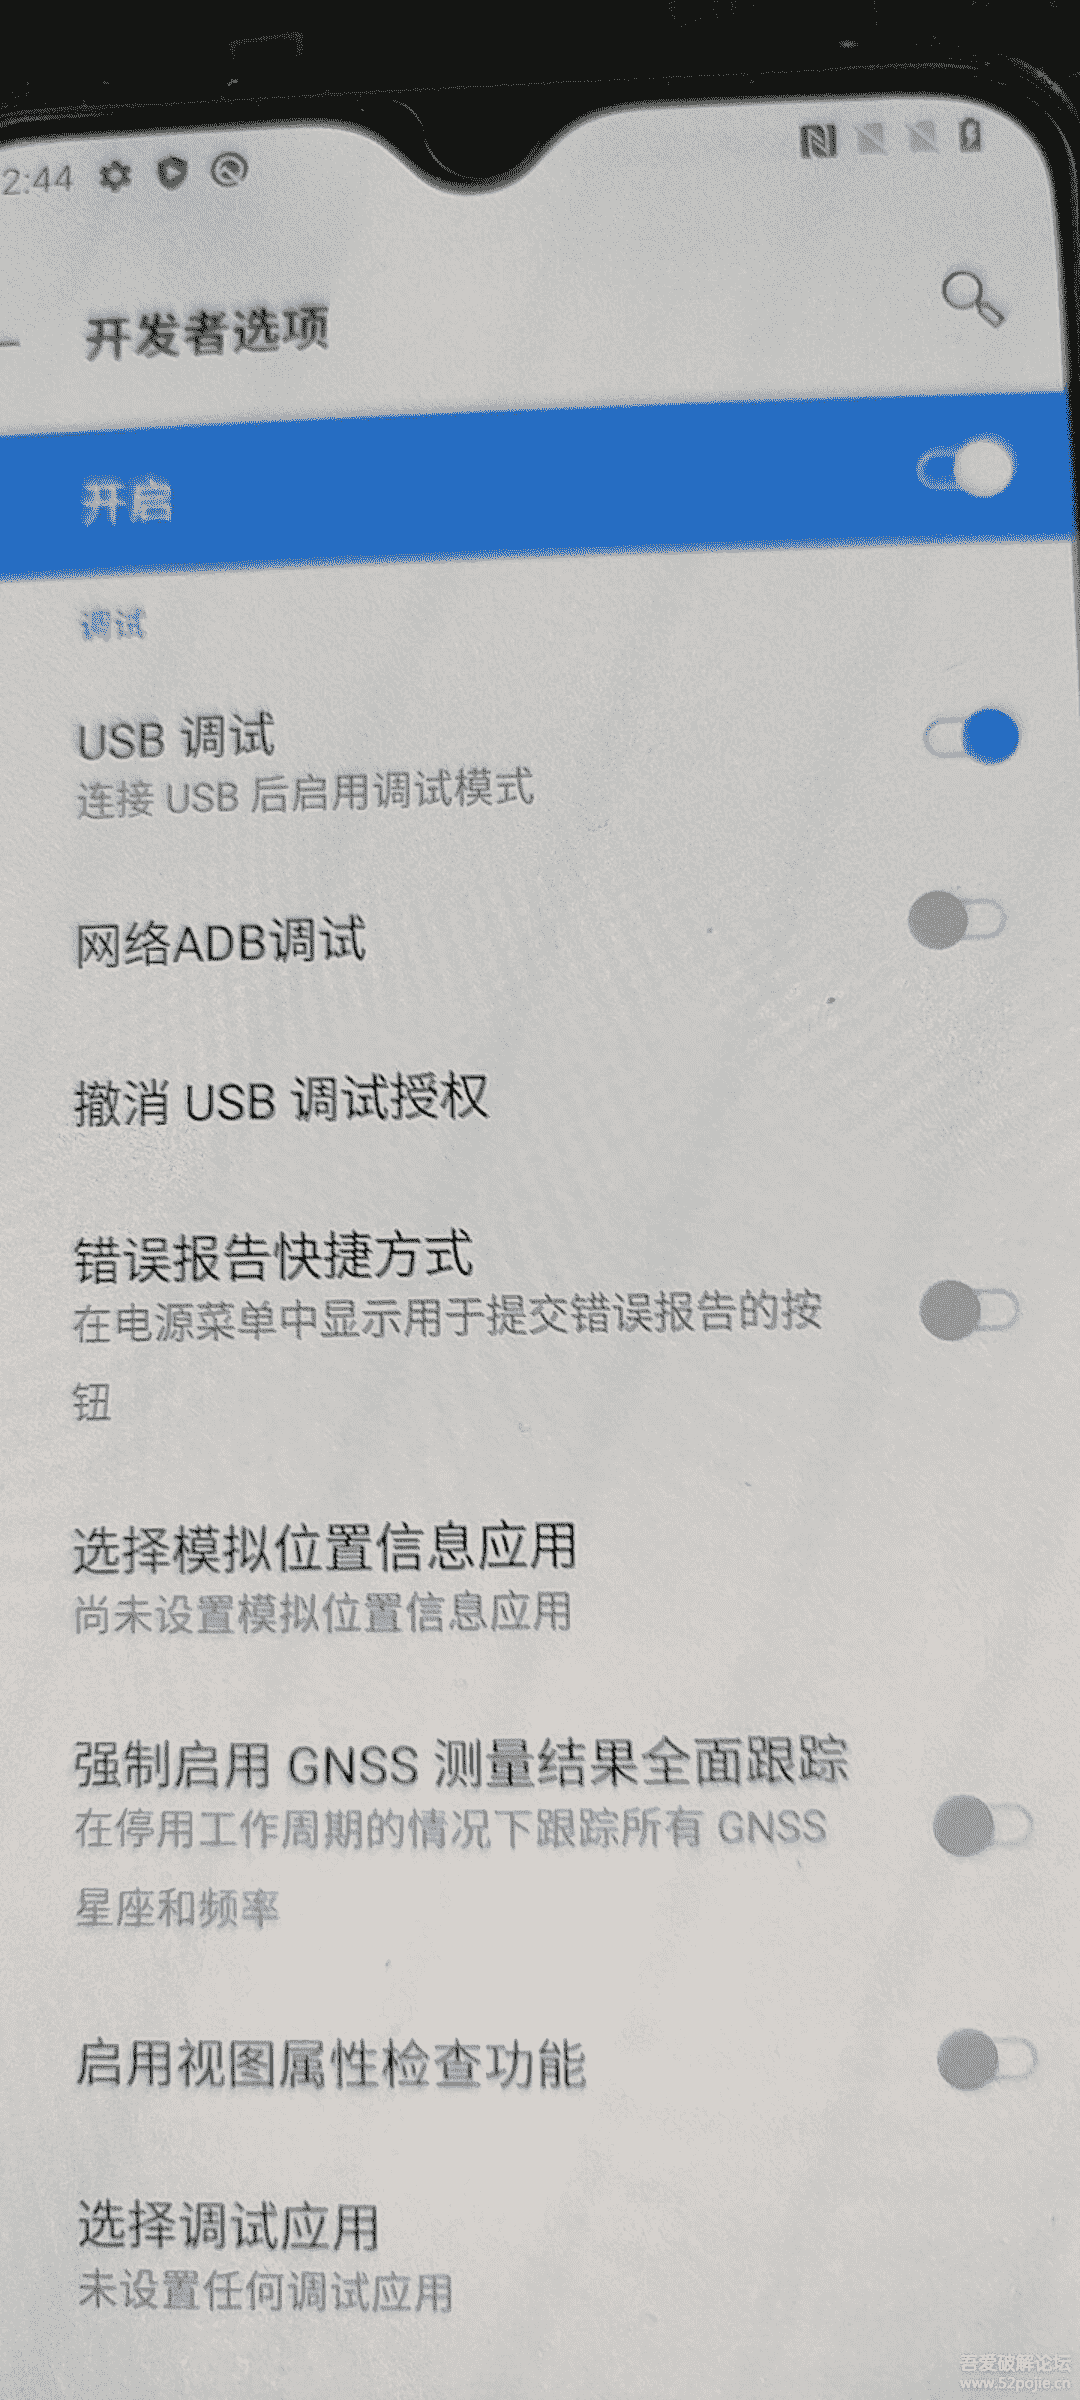 2:44
开发者选项
开启
调试
USB 调试
连接 USB 后启用调试模式
网络ADB调试
撤消 USB 调试授权
错误报告快捷方式
在电源菜单中显示用于提交错误报告的按
钮
选择模拟位置信息应用
尚未设置模拟位置信息应用
强制启用 GNSS 测量结果全面跟踪
在停用工作周期的情况下跟踪所有 GNSS
星座和频率
启用视图属性检查功能
选择调试应用
未设置任何调试应用
吾爱破解论坛
www.52pojie.cn